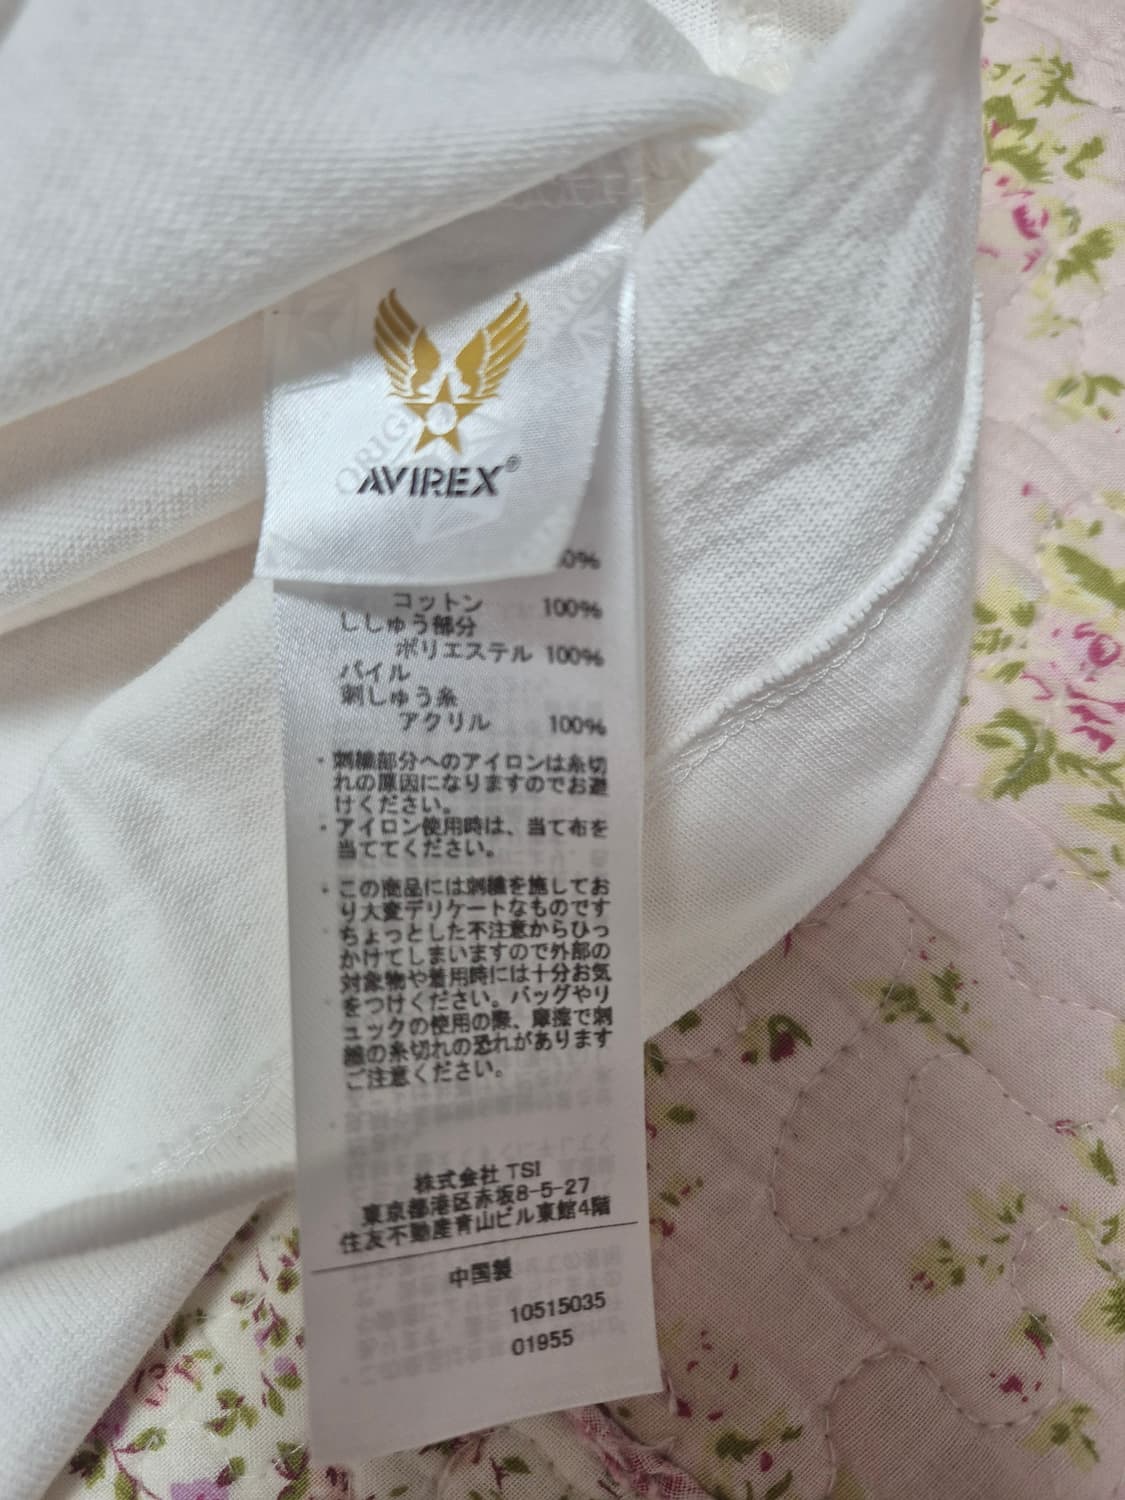 AVIREX®
0%
コットン 100%
ししゅう部分
ポリエステル 100%
パイル
刺しゅう糸
アクリル 100%
・刺繍部分へのアイロンは糸切
れの原因になりますのでお避
けください。
・アイロン使用時は、当て布を
当ててください。
・この商品には刺繍を施してお
り大変デリケートなものです
ちょっとした不注意からひっ
かけてしまいますので外部の
対象物や着用時には十分お気
をつけください。バッグやリ
ュックの使用の際、摩擦で刺
繍の糸切れの恐れがあります
ご注意ください。
株式会社 TSI
東京都港区赤坂8-5-27
住友不動産青山ビル東館4階
中国製
10515035
01955